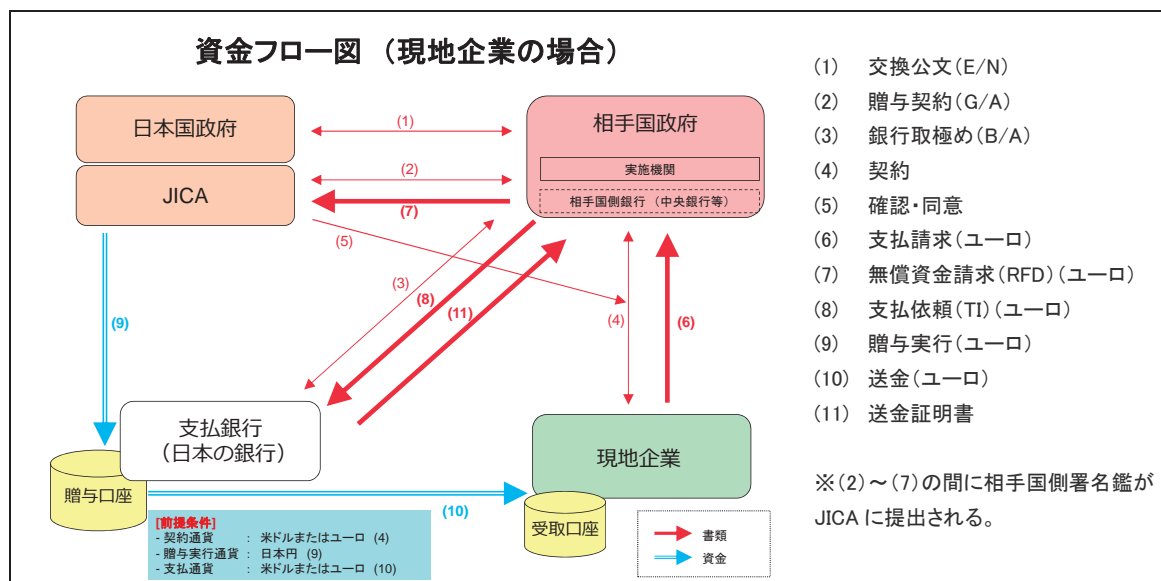 資金フロー図 （現地企業の場合）
日本国政府
JICA
相手国政府
実施機関
相手国側銀行 （中央銀行等）
(1)
(2)
(7)
(5)
(3)
(8)
(11)
(4)
(6)
(9)
支払銀行
（日本の銀行）
現地企業
贈与口座
(10)
受取口座
[前提条件]
- 契約通貨 : 米ドルまたはユーロ (4)
- 贈与実行通貨 : 日本円 (9)
- 支払通貨 : 米ドルまたはユーロ (10)
書類
資金
(1) 交換公文(E/N)
(2) 贈与契約(G/A)
(3) 銀行取極め(B/A)
(4) 契約
(5) 確認・同意
(6) 支払請求(ユーロ)
(7) 無償資金請求(RFD)(ユーロ)
(8) 支払依頼(TI)(ユーロ)
(9) 贈与実行(ユーロ)
(10) 送金(ユーロ)
(11) 送金証明書
※(2)～(7)の間に相手国側署名鑑が
JICA に提出される。